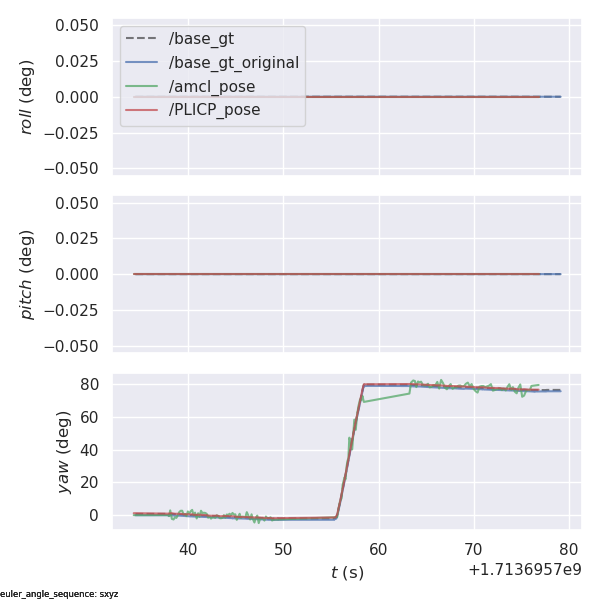 0.050
0.025
0.000
−0.025
−0.050
roll (deg)
/base_gt
/base_gt_original
/amcl_pose
/PLICP_pose
0.050
0.025
0.000
−0.025
−0.050
pitch (deg)
80
60
40
20
0
yaw (deg)
40 50 60 70 80
t (s)
+1.7136957e9
euler_angle_sequence: sxyz